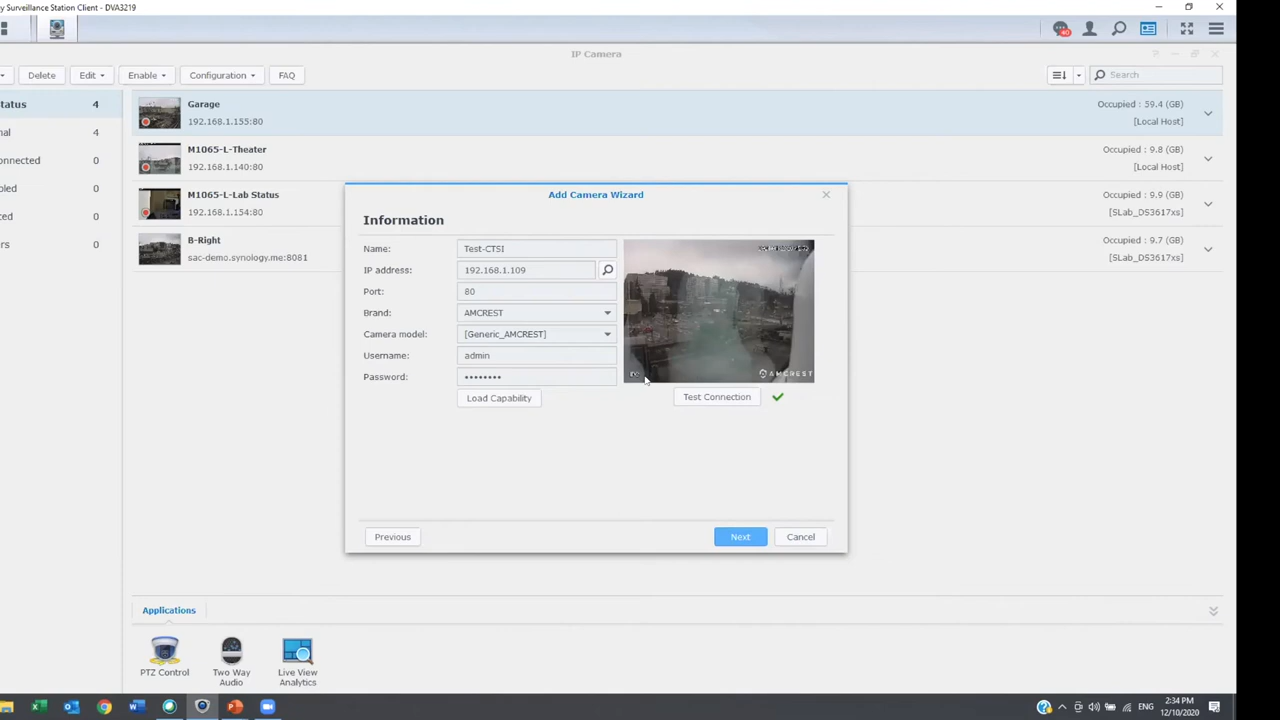 y Surveillance Station Client - DVA3219
40
IP Camera
Delete
Edit
Enable
Configuration
FAQ
Search
tatus 4
nal 4
onnected 0
bled 0
cted 0
rs 0
Garage
192.168.1.155:80
Occupied : 59.4 (GB)
[Local Host]
M1065-L-Theater
192.168.1.140:80
Occupied : 9.8 (GB)
[Local Host]
M1065-L-Lab Status
192.168.1.154:80
Occupied : 9.9 (GB)
[SLab_DS3617xs]
B-Right
sac-demo.synology.me:8081
Occupied : 9.7 (GB)
[SLab_DS3617xs]
Add Camera Wizard
Information
Name: Test-CTSI
IP address: 192.168.1.109
Port: 80
Brand: AMCREST
Camera model: [Generic_AMCREST]
Username: admin
Password: ••••••••
Load Capability
AMCREST
Test Connection
Previous
Next
Cancel
Applications
PTZ Control
Two Way
Audio
Live View
Analytics
ENG
2:34 PM
12/10/2020